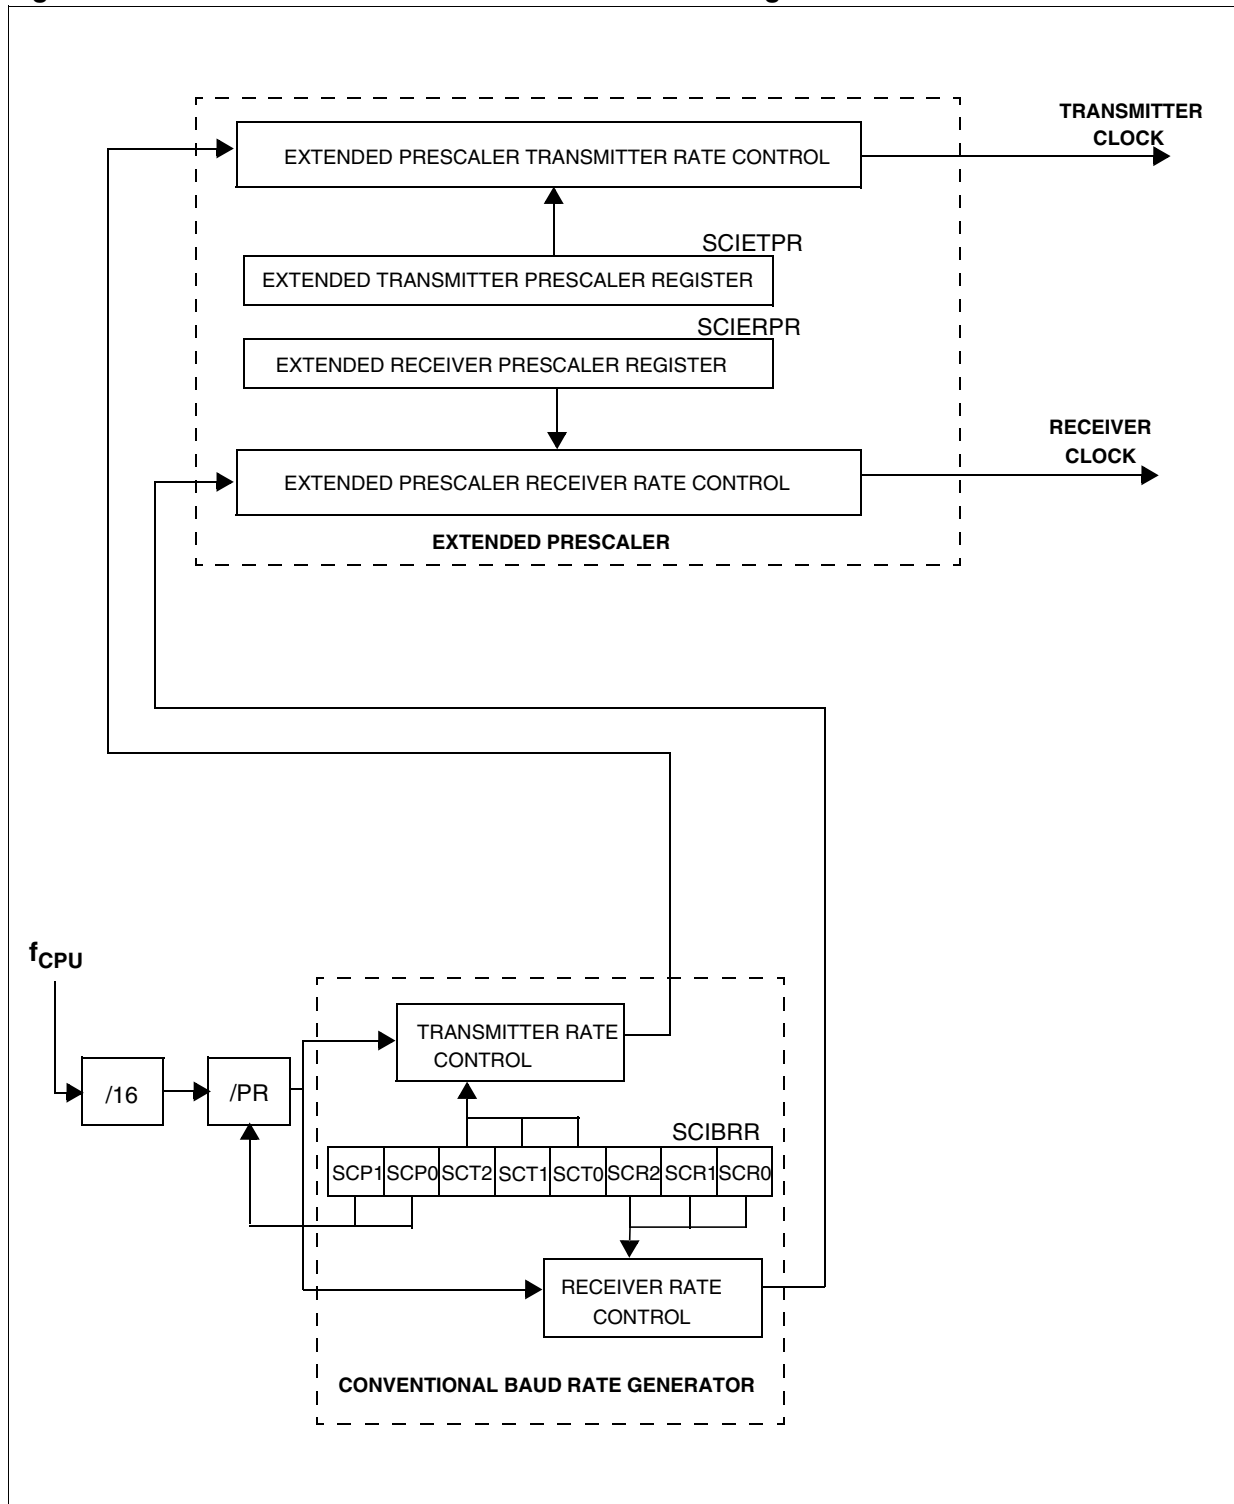 TRANSMITTER
CLOCK
EXTENDED PRESCALER TRANSMITTER RATE CONTROL
SCIETPR
EXTENDED TRANSMITTER PRESCALER REGISTER
SCIERPR
EXTENDED RECEIVER PRESCALER REGISTER
RECEIVER
CLOCK
EXTENDED PRESCALER RECEIVER RATE CONTROL
EXTENDED PRESCALER
fCPU
TRANSMITTER RATE
CONTROL
/16
/PR
SCIBRR
SCP1 SCP0 SCT2 SCT1 SCT0 SCR2 SCR1 SCR0
RECEIVER RATE
CONTROL
CONVENTIONAL BAUD RATE GENERATOR